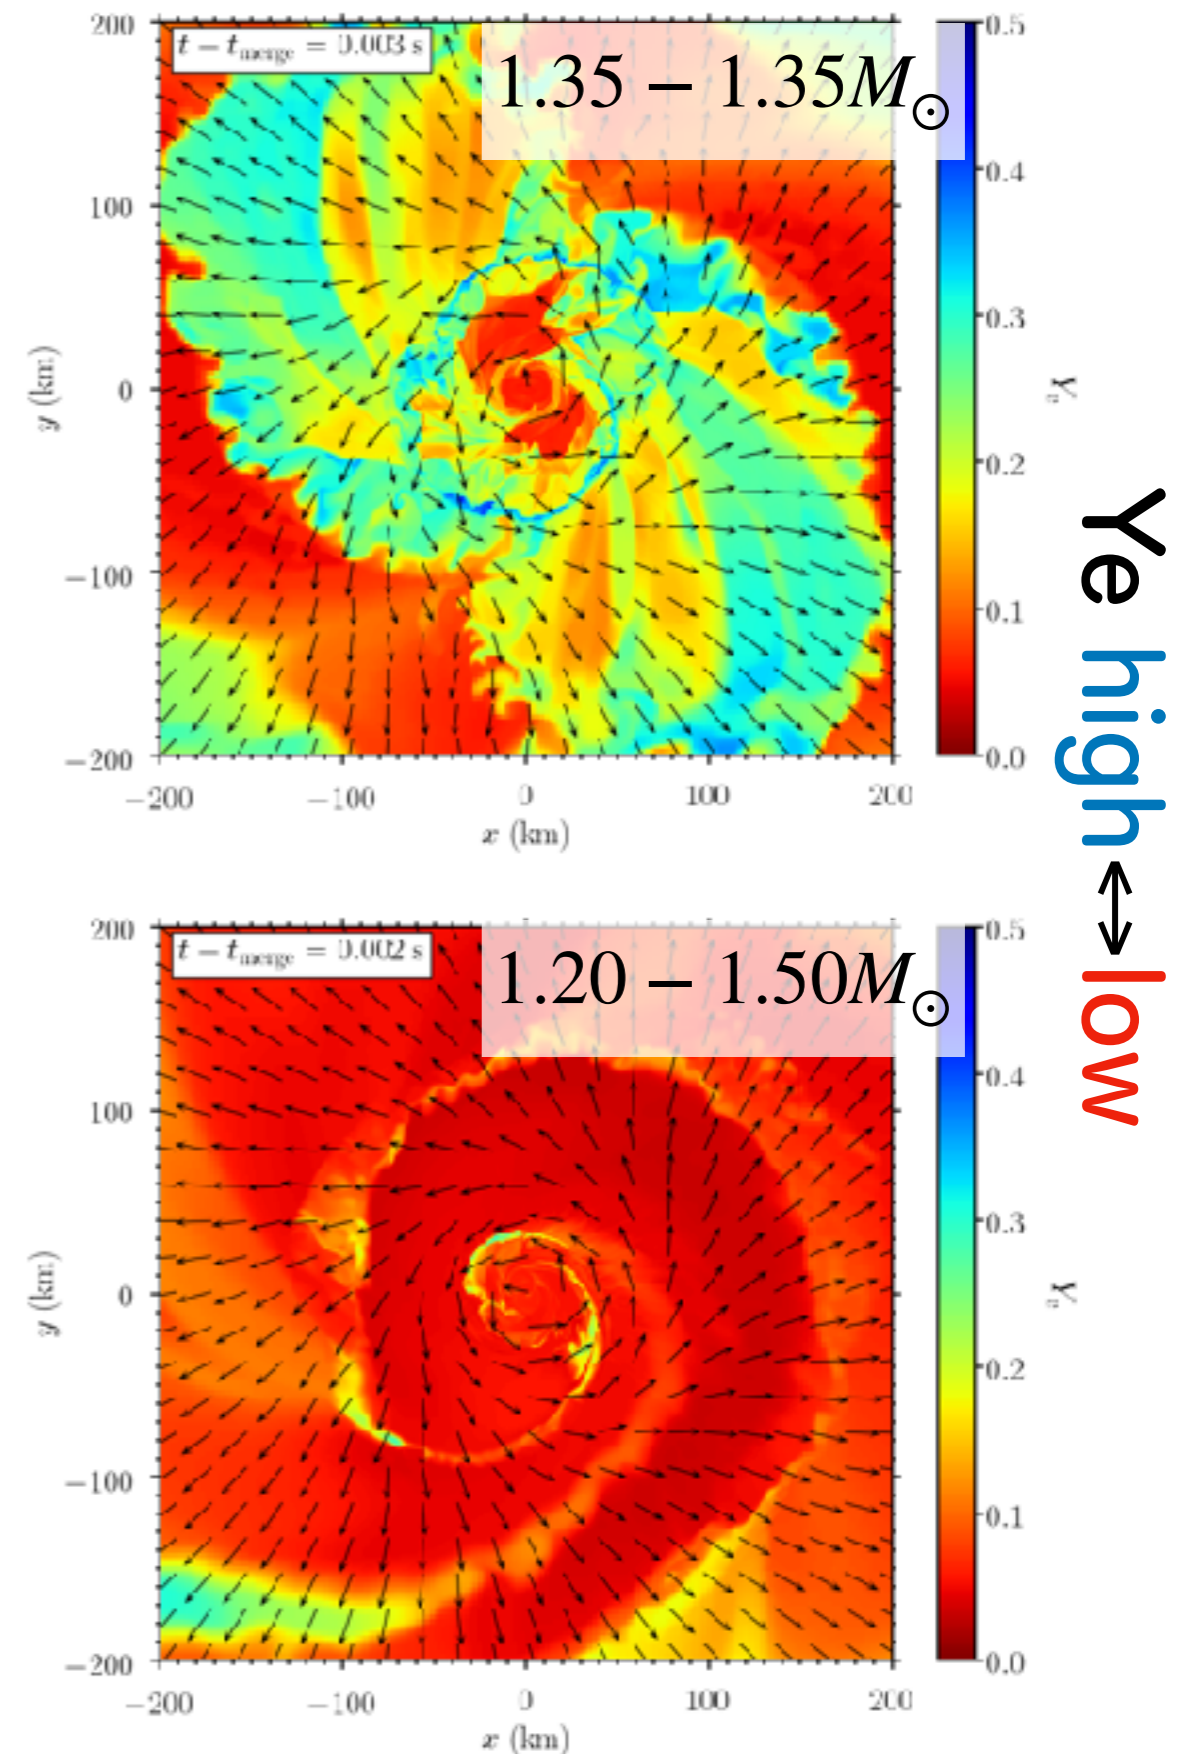 200
t − t_merge = 0.003 s
1.35 − 1.35M⊙
0.5
100
0.4
0.3
y (km)
0
Y_e
0.2
−100
0.1
−200
0.0
−200 −100 0 100 200
x (km)
Ye high↔low
200
t − t_merge = 0.002 s
1.20 − 1.50M⊙
0.5
100
0.4
0.3
y (km)
0
Y_e
0.2
−100
0.1
−200
0.0
−200 −100 0 100 200
x (km)